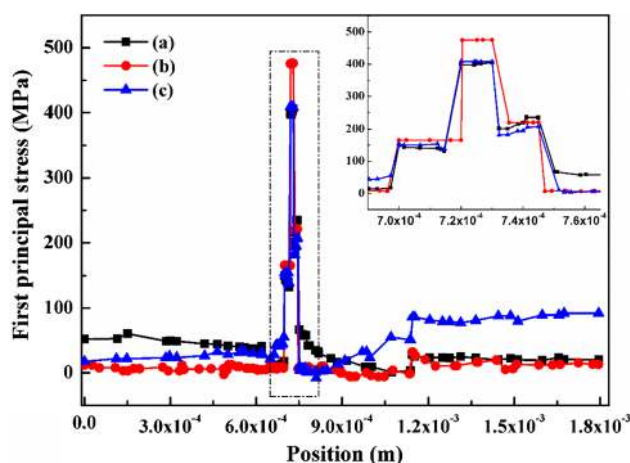 500
400
300
200
100
0
First principal stress (MPa)
(a)
(b)
(c)
500
400
300
200
100
0
7.0x10⁻⁴ 7.2x10⁻⁴ 7.4x10⁻⁴ 7.6x10⁻⁴
0.0 3.0x10⁻⁴ 6.0x10⁻⁴ 9.0x10⁻⁴ 1.2x10⁻³ 1.5x10⁻³ 1.8x10⁻³
Position (m)